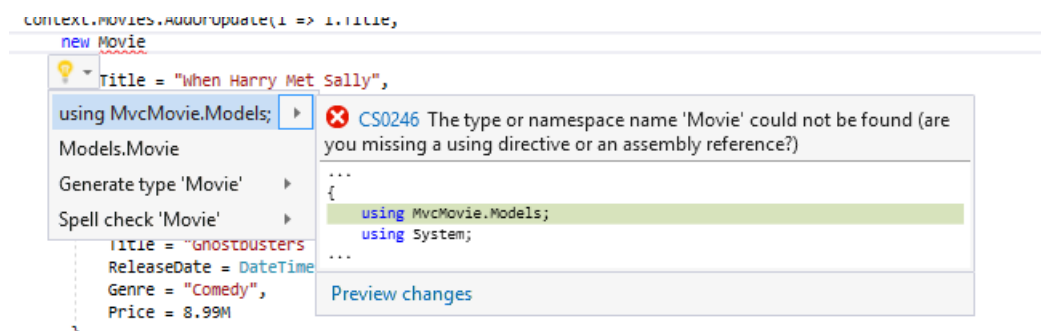 context.Movies.AddOrUpdate(i => i.Title,
new Movie
Title = "When Harry Met Sally",
using MvcMovie.Models;
Models.Movie
Generate type 'Movie'
Spell check 'Movie'
CS0246 The type or namespace name 'Movie' could not be found (are
you missing a using directive or an assembly reference?)
...
{
using MvcMovie.Models;
using System;
...
Preview changes
Title = "Ghostbusters
ReleaseDate = DateTime
Genre = "Comedy",
Price = 8.99M